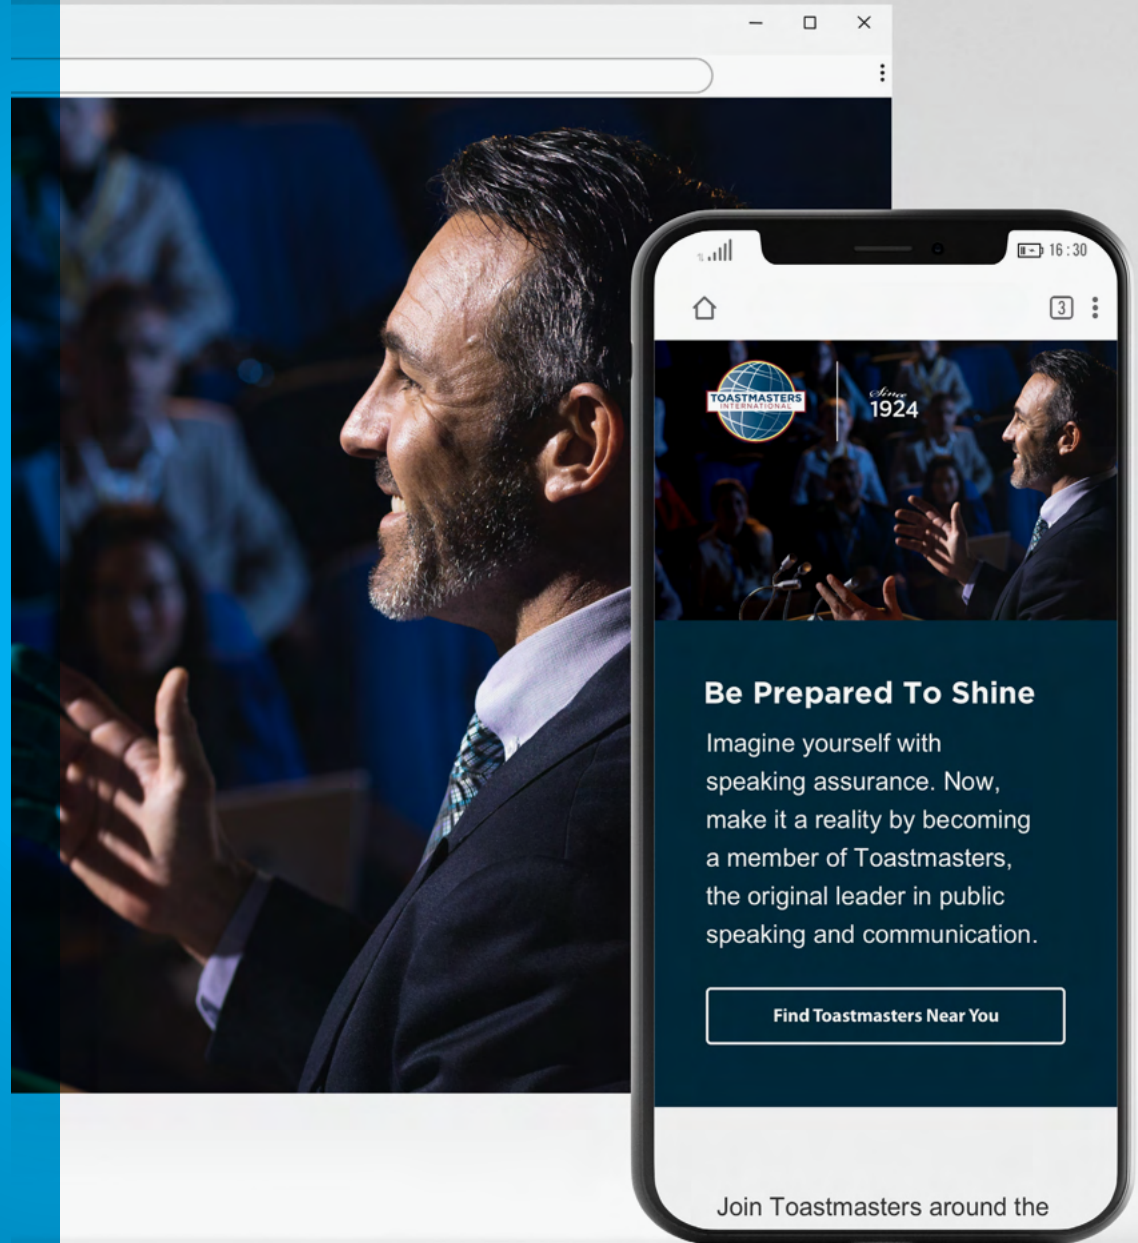 16:30
3
TOASTMASTERS
INTERNATIONAL
Since
1924
Be Prepared To Shine
Imagine yourself with
speaking assurance. Now,
make it a reality by becoming
a member of Toastmasters,
the original leader in public
speaking and communication.
Find Toastmasters Near You
Join Toastmasters around the